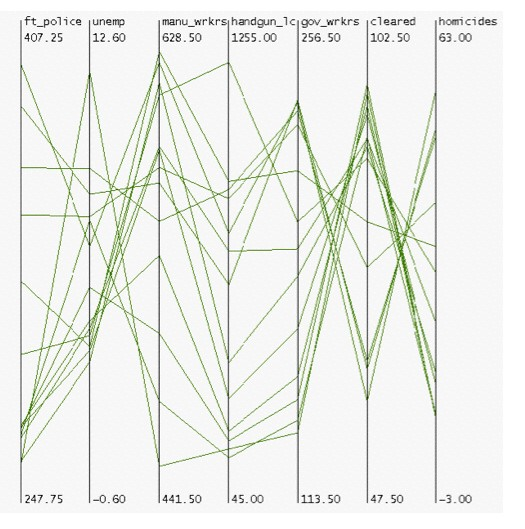 ft_police unemp manu_wrkrs handgun_lc gov_wrkrs cleared homicides
407.25 12.60 628.50 1255.00 256.50 102.50 63.00
247.75 -0.60 441.50 45.00 113.50 47.50 -3.00